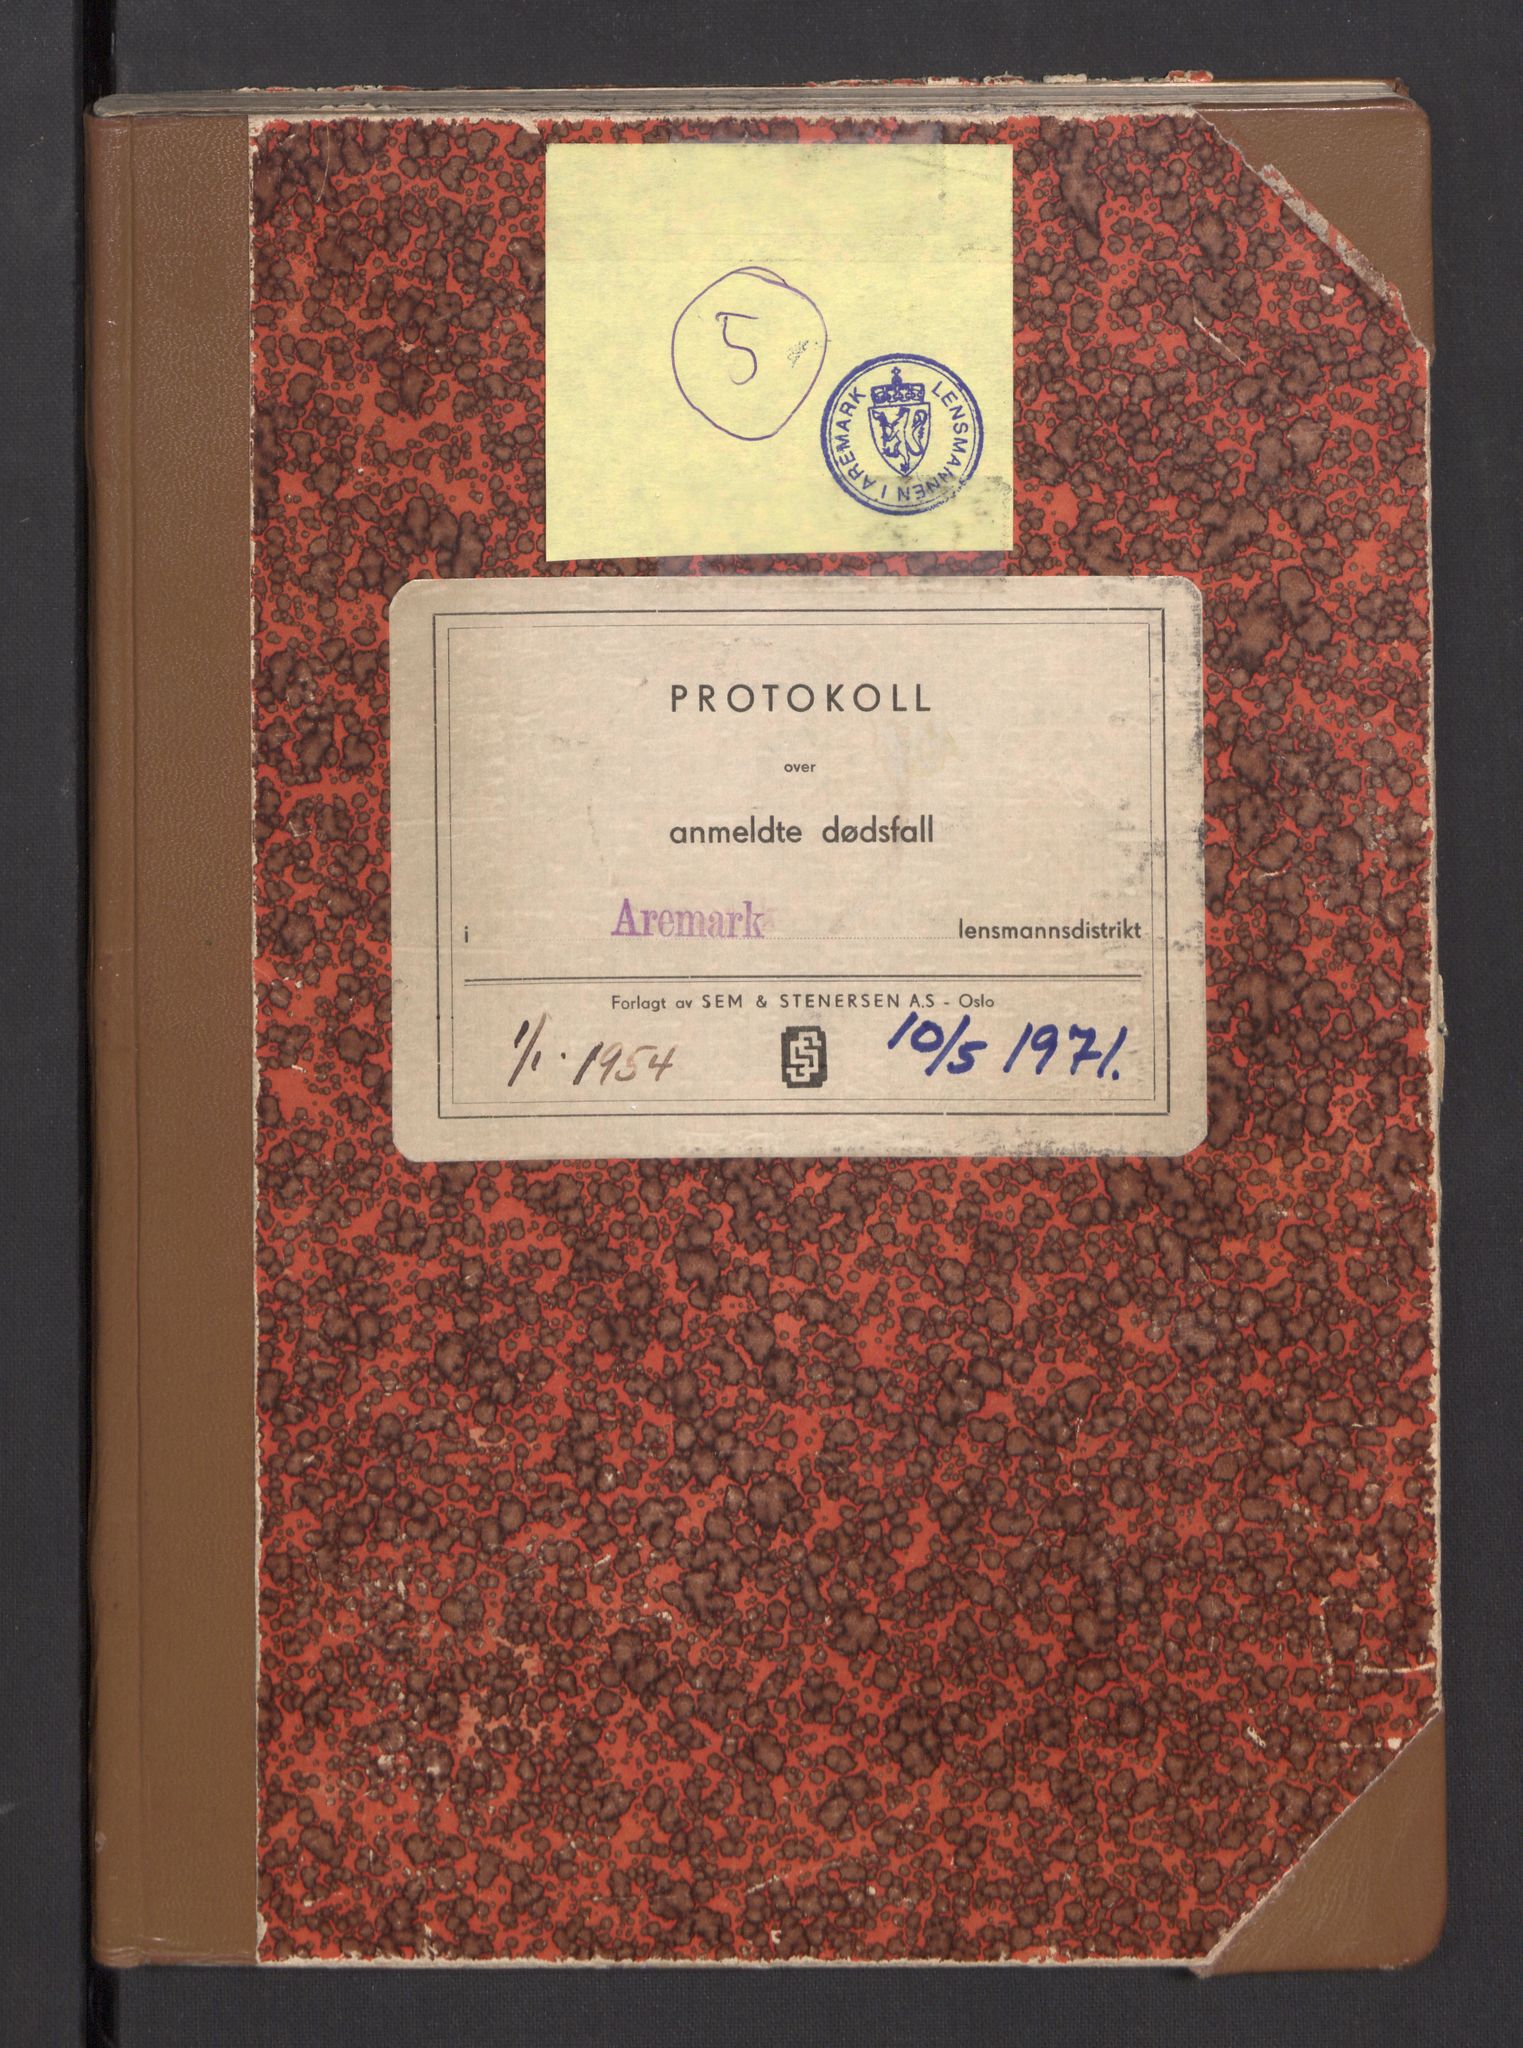 5
LENSMANNEN I AREMARK
PROTOKOLL
over
anmeldte dødsfall
i Aremark lensmannsdistrikt
Forlagt av SEM & STENERSEN A.S - Oslo
1/1. 1954 10/5 1971.